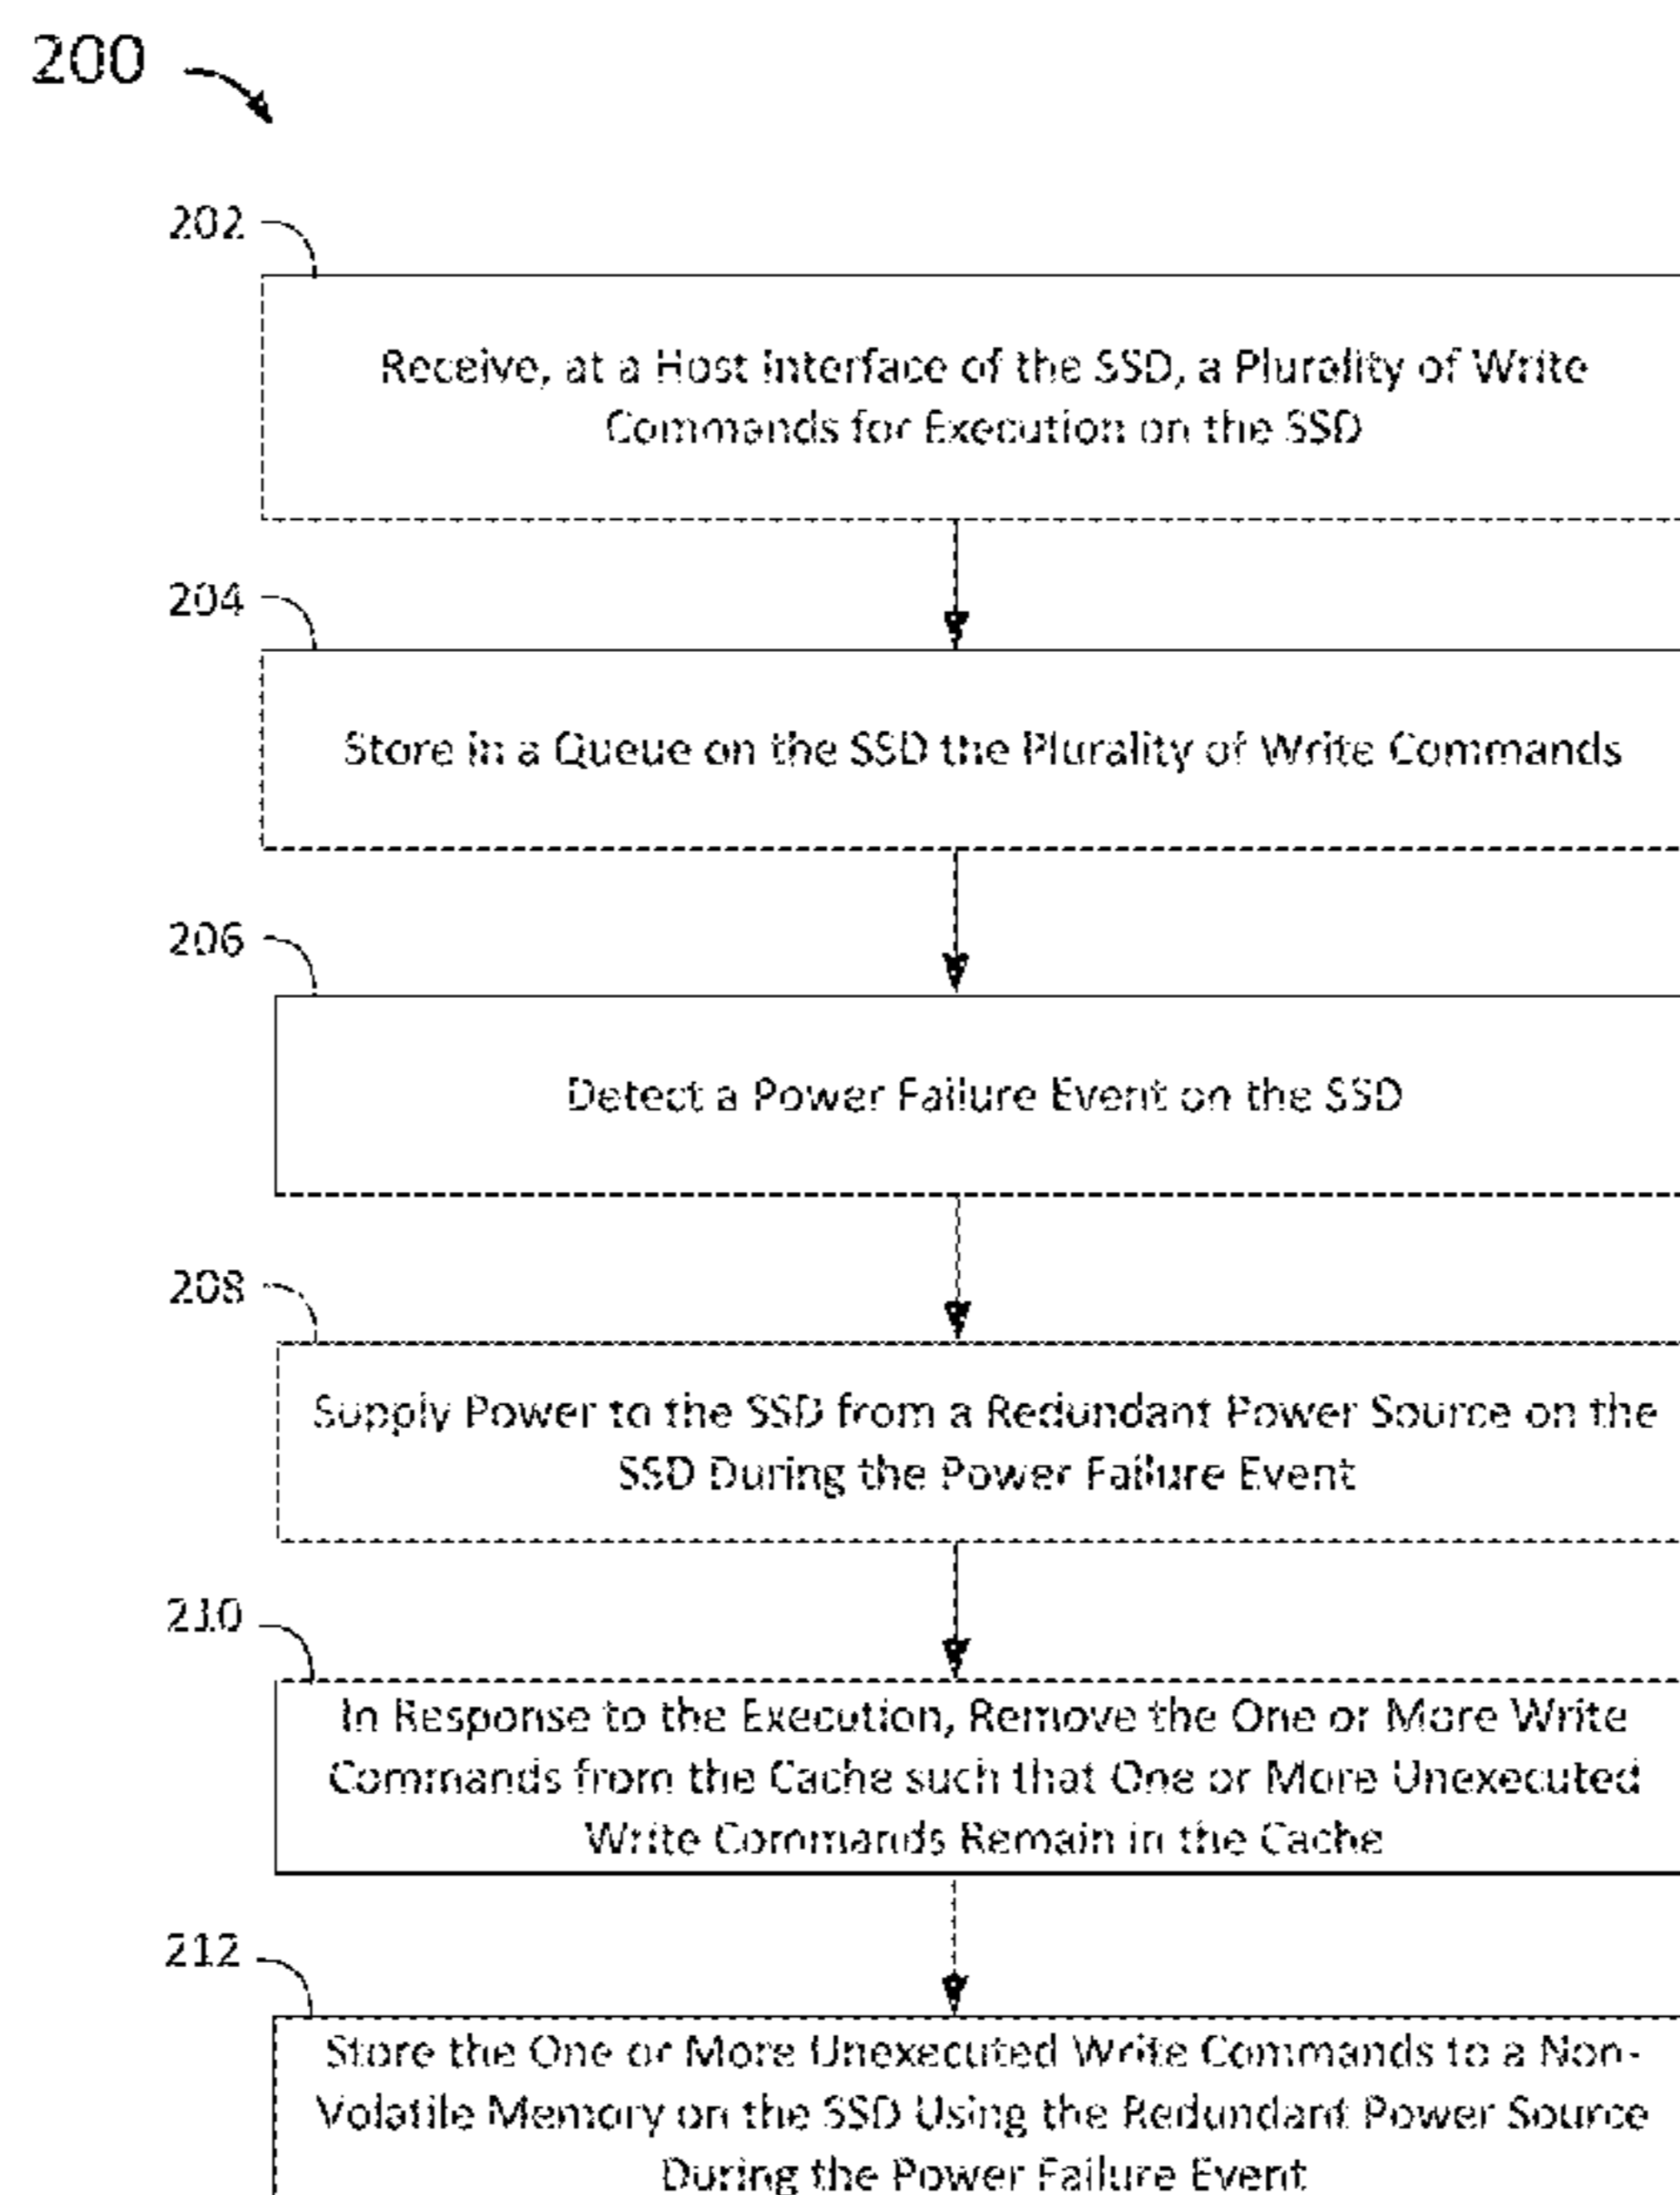 200
202
Receive, at a Host Interface of the SSD, a Plurality of Write
Commands for Execution on the SSD
204
Store in a Queue on the SSD the Plurality of Write Commands
206
Detect a Power Failure Event on the SSD
208
Supply Power to the SSD from a Redundant Power Source on the
SSD During the Power Failure Event
210
In Response to the Execution, Remove the One or More Write
Commands from the Cache such that One or More Unexecuted
Write Commands Remain in the Cache
212
Store the One or More Unexecuted Write Commands to a Non-
Volatile Memory on the SSD Using the Redundant Power Source
During the Power Failure Event